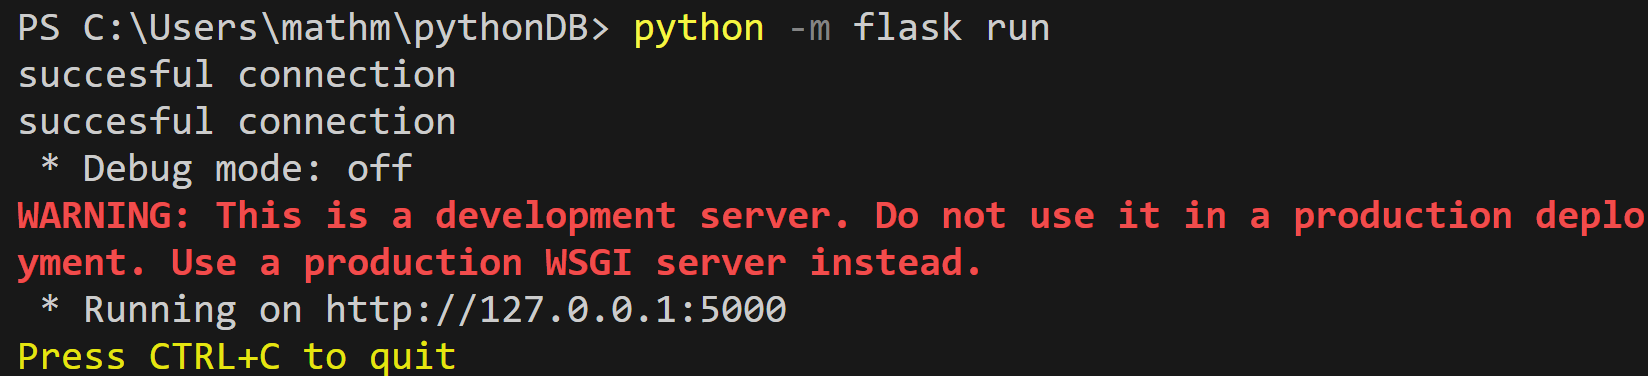 PS C:\Users\mathm\pythonDB> python -m flask run
succesful connection
succesful connection
 * Debug mode: off
WARNING: This is a development server. Do not use it in a production deplo
yment. Use a production WSGI server instead.
 * Running on http://127.0.0.1:5000
Press CTRL+C to quit